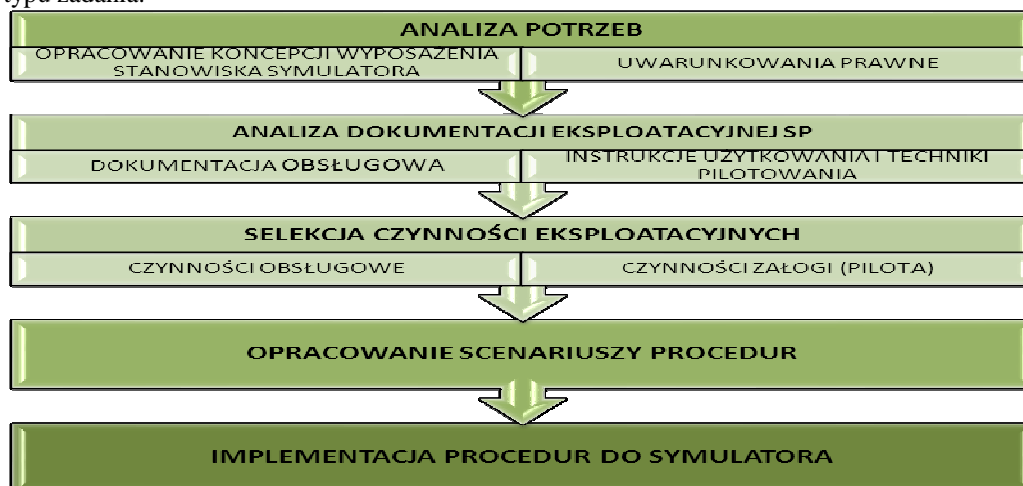 typu zadania.
ANALIZA POTRZEB
OPRACOWANIE KONCEPCJI WYPOSAŻENIA
STANOWISKA SYMULATORA
UWARUNKOWANIA PRAWNE
ANALIZA DOKUMENTACJI EKSPLOATACYJNEJ SP
DOKUMENTACJA OBSŁUGOWA
INSTRUKCJE UŻYTKOWANIA I TECHNIKI
PILOTOWANIA
SELEKCJA CZYNNOŚCI EKSPLOATACYJNYCH
CZYNNOŚCI OBSŁUGOWE
CZYNNOŚCI ZAŁOGI (PILOTA)
OPRACOWANIE SCENARIUSZY PROCEDUR
IMPLEMENTACJA PROCEDUR DO SYMULATORA